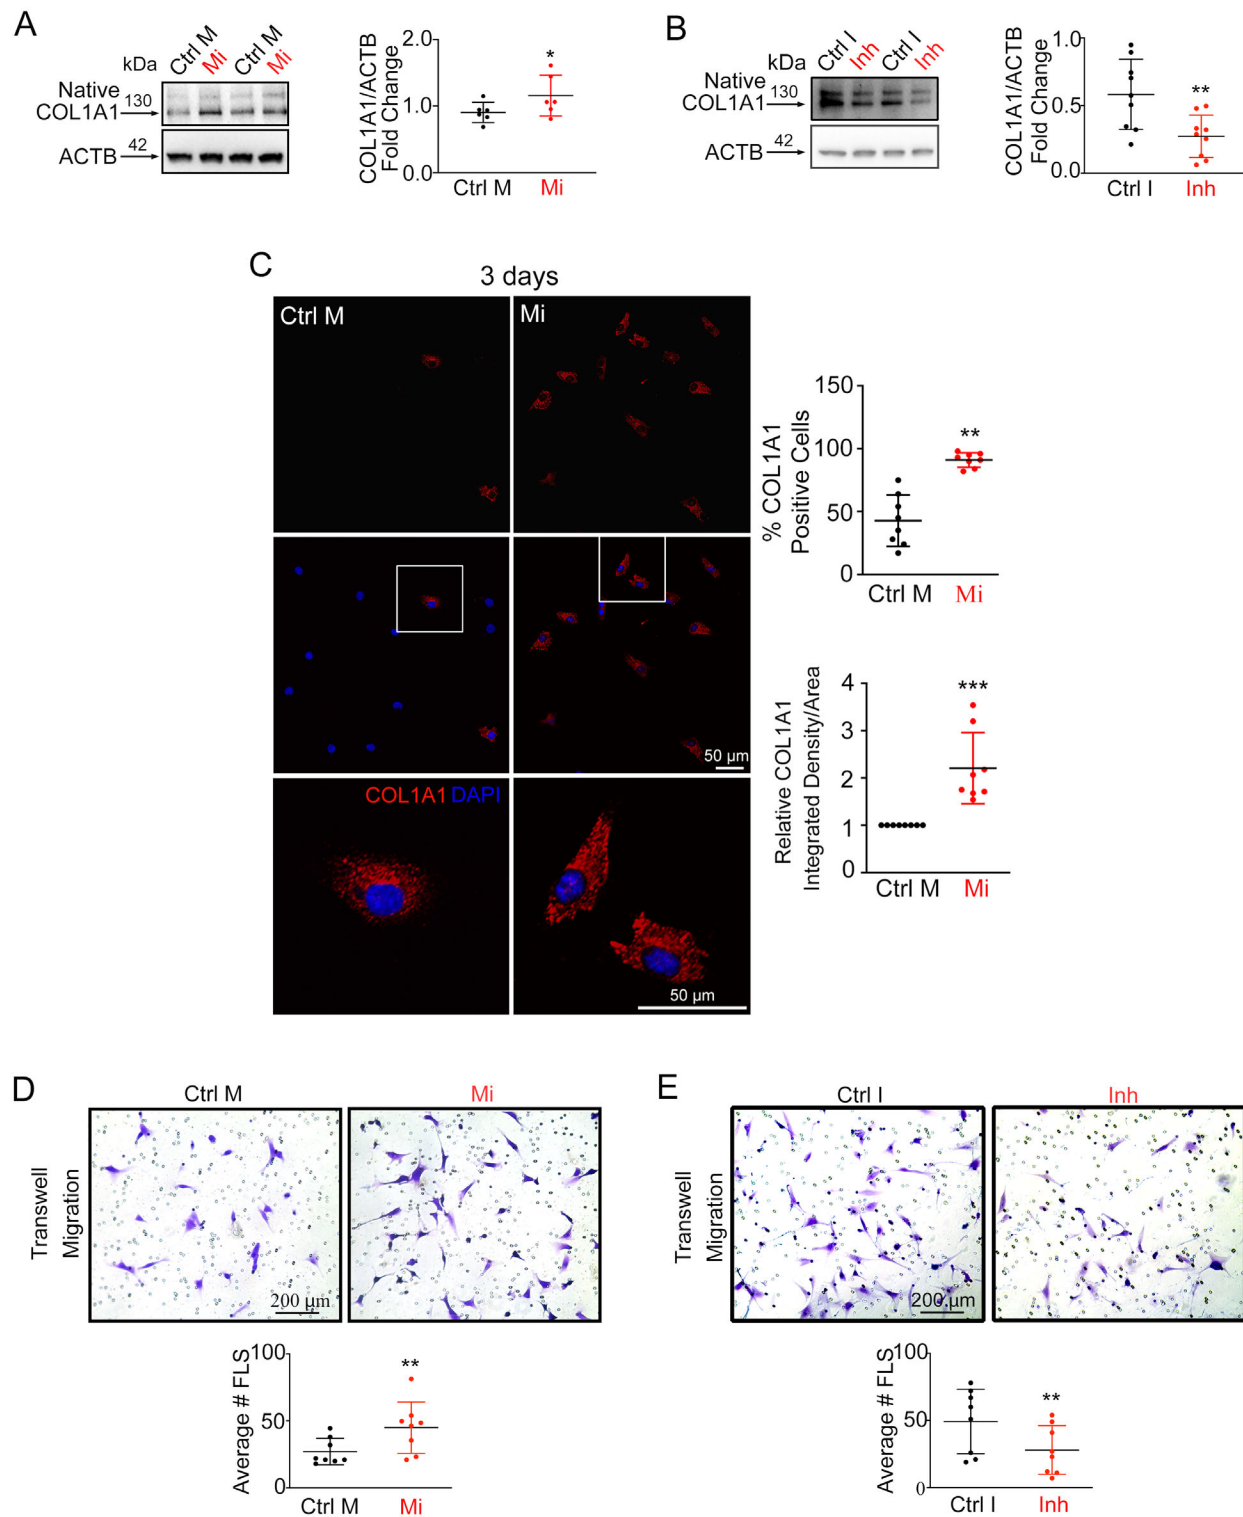 A
kDa
Ctrl M
Mi
Ctrl M
Mi
Native
COL1A1
130
ACTB
42
COL1A1/ACTB
Fold Change
2.0
1.0
0.0
*
Ctrl M
Mi
B
kDa
Ctrl I
Inh
Ctrl I
Inh
Native
COL1A1
130
ACTB
42
COL1A1/ACTB
Fold Change
1.0
0.5
0.0
**
Ctrl I
Inh
C
3 days
Ctrl M
Mi
50 µm
COL1A1 DAPI
50 µm
% COL1A1
Positive Cells
150
100
50
0
**
Ctrl M
Mi
Relative COL1A1
Integrated Density/Area
4
3
2
1
0
***
Ctrl M
Mi
D
Ctrl M
Mi
Transwell
Migration
200 µm
Average # FLS
100
50
0
**
Ctrl M
Mi
E
Ctrl I
Inh
Transwell
Migration
200 µm
Average # FLS
100
50
0
**
Ctrl I
Inh